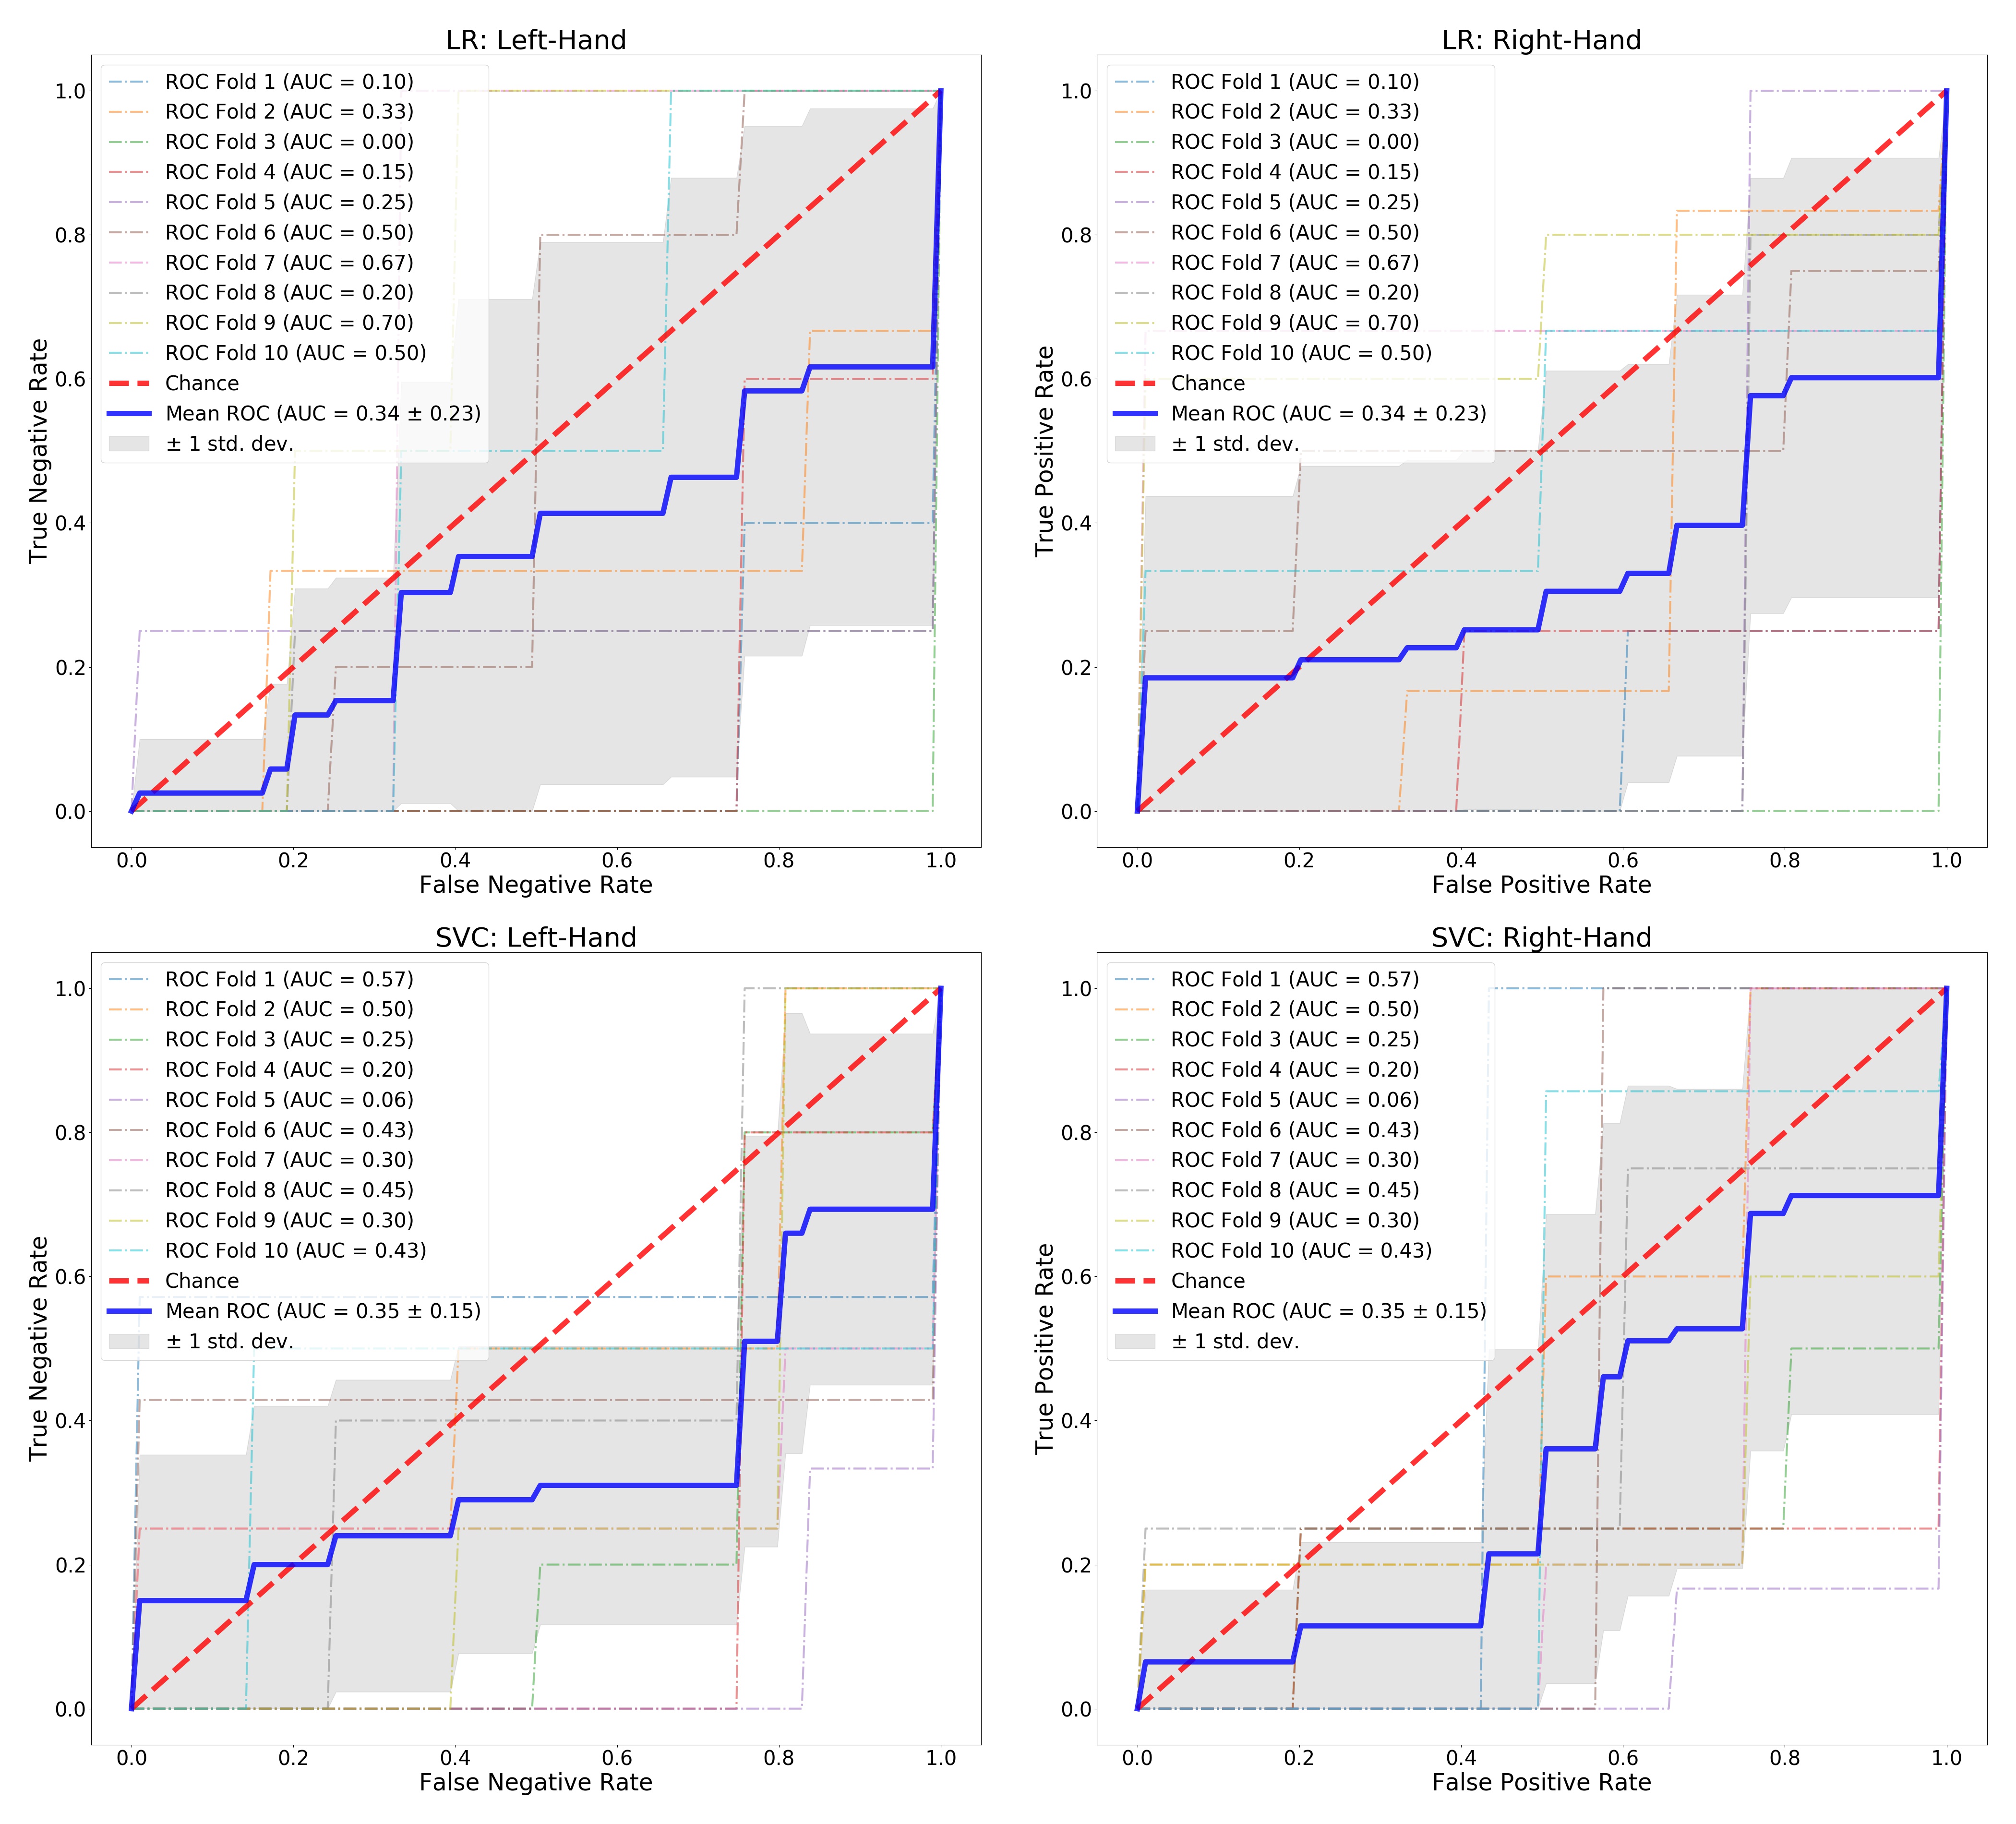 LR: Left-Hand
True Negative Rate
1.0
0.8
0.6
0.4
0.2
0.0
ROC Fold 1 (AUC = 0.10)
ROC Fold 2 (AUC = 0.33)
ROC Fold 3 (AUC = 0.00)
ROC Fold 4 (AUC = 0.15)
ROC Fold 5 (AUC = 0.25)
ROC Fold 6 (AUC = 0.50)
ROC Fold 7 (AUC = 0.67)
ROC Fold 8 (AUC = 0.20)
ROC Fold 9 (AUC = 0.70)
ROC Fold 10 (AUC = 0.50)
Chance
Mean ROC (AUC = 0.34 ± 0.23)
± 1 std. dev.
0.0 0.2 0.4 0.6 0.8 1.0
False Negative Rate
LR: Right-Hand
True Positive Rate
1.0
0.8
0.6
0.4
0.2
0.0
ROC Fold 1 (AUC = 0.10)
ROC Fold 2 (AUC = 0.33)
ROC Fold 3 (AUC = 0.00)
ROC Fold 4 (AUC = 0.15)
ROC Fold 5 (AUC = 0.25)
ROC Fold 6 (AUC = 0.50)
ROC Fold 7 (AUC = 0.67)
ROC Fold 8 (AUC = 0.20)
ROC Fold 9 (AUC = 0.70)
ROC Fold 10 (AUC = 0.50)
Chance
Mean ROC (AUC = 0.34 ± 0.23)
± 1 std. dev.
0.0 0.2 0.4 0.6 0.8 1.0
False Positive Rate
SVC: Left-Hand
True Negative Rate
1.0
0.8
0.6
0.4
0.2
0.0
ROC Fold 1 (AUC = 0.57)
ROC Fold 2 (AUC = 0.50)
ROC Fold 3 (AUC = 0.25)
ROC Fold 4 (AUC = 0.20)
ROC Fold 5 (AUC = 0.06)
ROC Fold 6 (AUC = 0.43)
ROC Fold 7 (AUC = 0.30)
ROC Fold 8 (AUC = 0.45)
ROC Fold 9 (AUC = 0.30)
ROC Fold 10 (AUC = 0.43)
Chance
Mean ROC (AUC = 0.35 ± 0.15)
± 1 std. dev.
0.0 0.2 0.4 0.6 0.8 1.0
False Negative Rate
SVC: Right-Hand
True Positive Rate
1.0
0.8
0.6
0.4
0.2
0.0
ROC Fold 1 (AUC = 0.57)
ROC Fold 2 (AUC = 0.50)
ROC Fold 3 (AUC = 0.25)
ROC Fold 4 (AUC = 0.20)
ROC Fold 5 (AUC = 0.06)
ROC Fold 6 (AUC = 0.43)
ROC Fold 7 (AUC = 0.30)
ROC Fold 8 (AUC = 0.45)
ROC Fold 9 (AUC = 0.30)
ROC Fold 10 (AUC = 0.43)
Chance
Mean ROC (AUC = 0.35 ± 0.15)
± 1 std. dev.
0.0 0.2 0.4 0.6 0.8 1.0
False Positive Rate